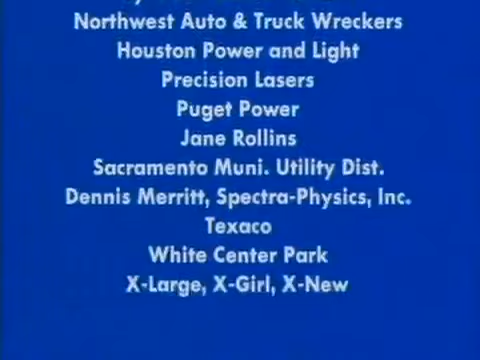 Northwest Auto & Truck Wreckers
Houston Power and Light
Precision Lasers
Puget Power
Jane Rollins
Sacramento Muni. Utility Dist.
Dennis Merritt, Spectra-Physics, Inc.
Texaco
White Center Park
X-Large, X-Girl, X-New